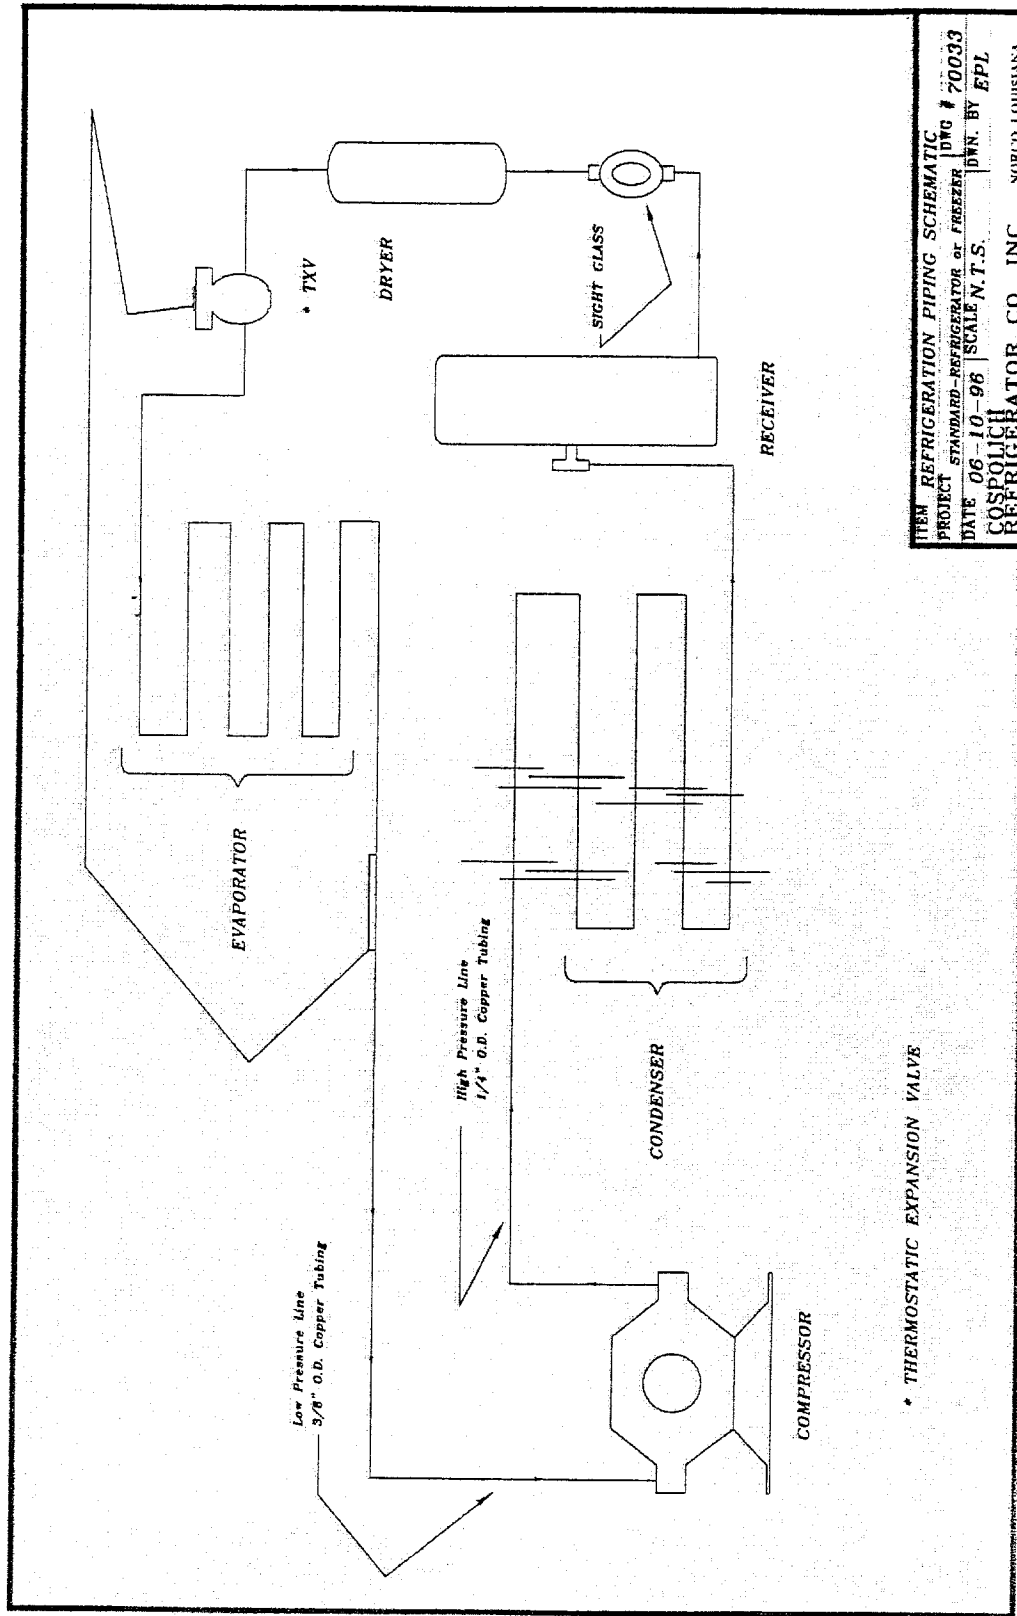 * TXV
DRYER
SIGHT GLASS
RECEIVER
EVAPORATOR
High Pressure Line
1/4" O.D. Copper Tubing
CONDENSER
Low Pressure Line
3/8" O.D. Copper Tubing
COMPRESSOR
* THERMOSTATIC EXPANSION VALVE
ITEM REFRIGERATION PIPING SCHEMATIC
PROJECT STANDARD-REFRIGERATOR or FREEZER DWG # 70033
DATE 06-10-96 SCALE N.T.S. DWN. BY EPL
COSPOLICH
REFRIGERATOR CO. INC. NORCO LOUISIANA